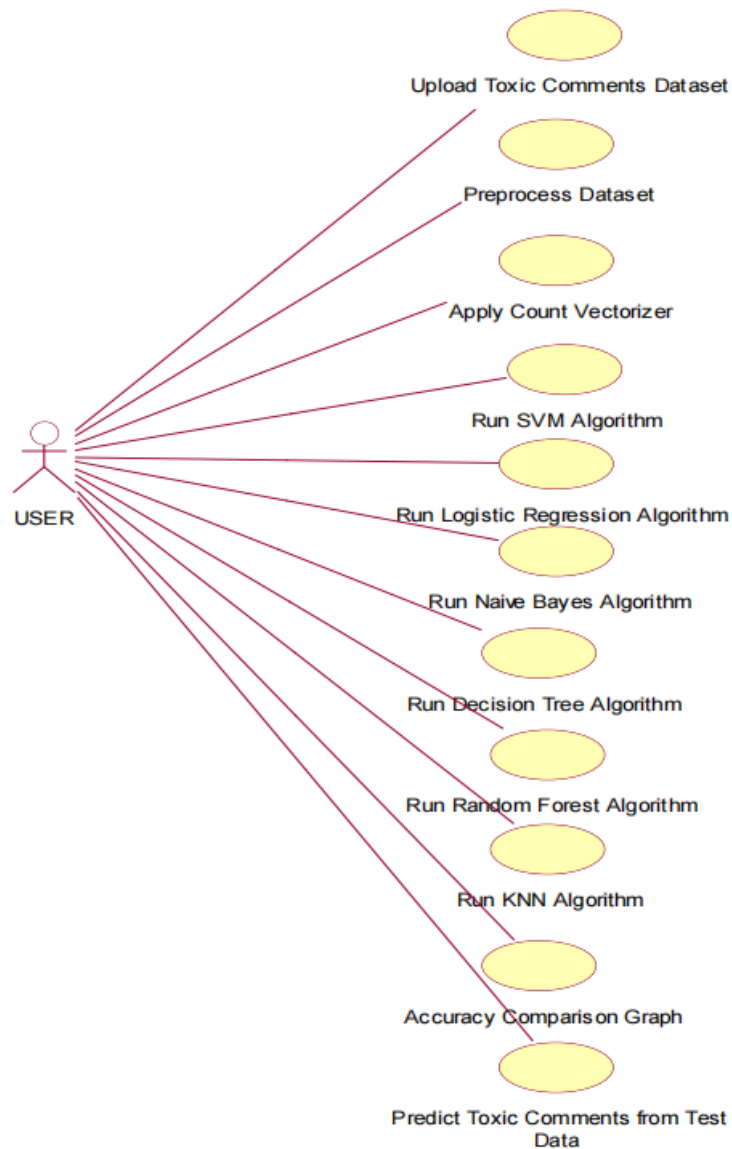 Upload Toxic Comments Dataset
Preprocess Dataset
Apply Count Vectorizer
Run SVM Algorithm
USER
Run Logistic Regression Algorithm
Run Naive Bayes Algorithm
Run Decision Tree Algorithm
Run Random Forest Algorithm
Run KNN Algorithm
Accuracy Comparison Graph
Predict Toxic Comments from Test
Data